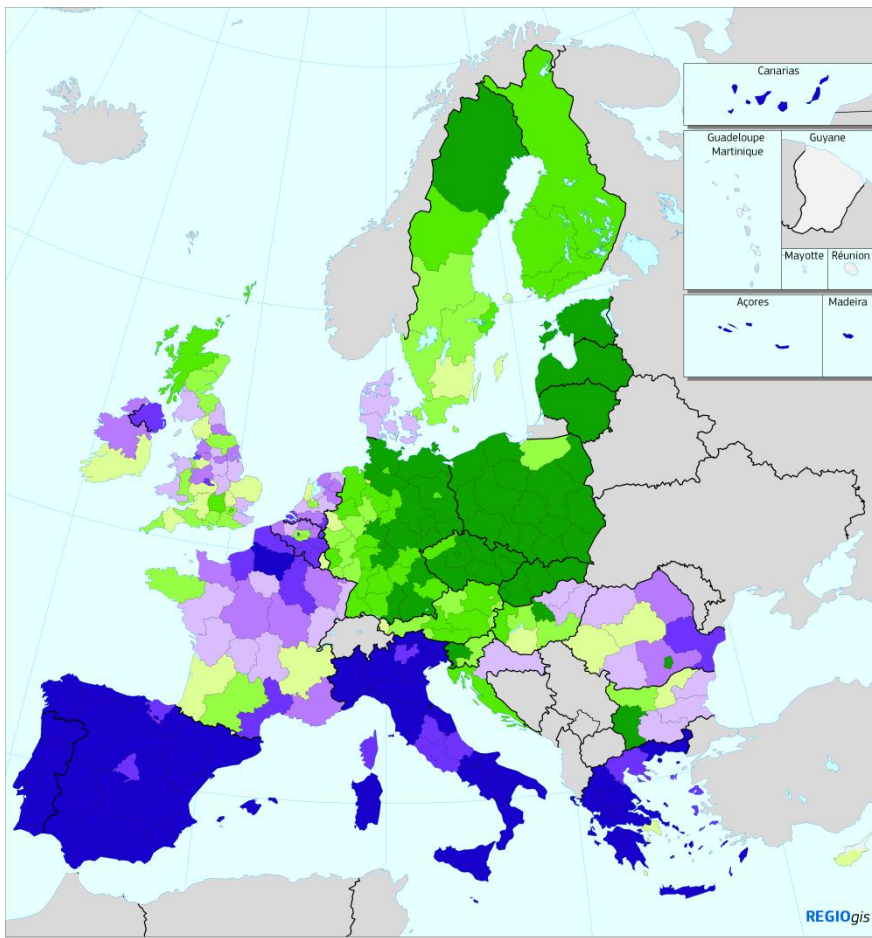 Canarias
Guadeloupe
Martinique
Guyane
Mayotte
Réunion
Açores
Madeira
REGIOgis